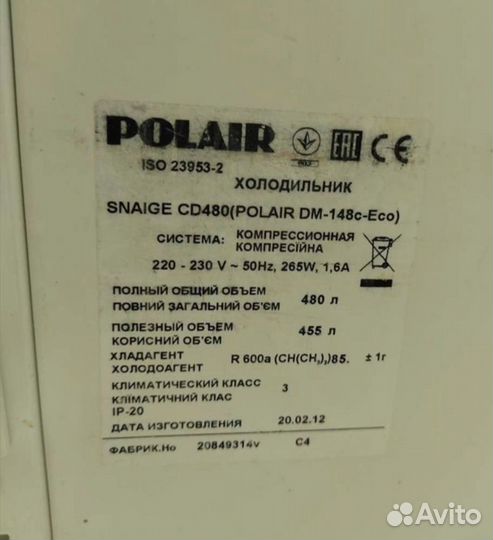 POLAIR
EAC CE
ISO 23953-2
ХОЛОДИЛЬНИК
SNAIGE CD480(POLAIR DM-148c-Eco)
СИСТЕМА: КОМПРЕССИОННАЯ
КОМПРЕСІЙНА
220 - 230 V ~ 50Hz, 265W, 1,6A
ПОЛНЫЙ ОБЩИЙ ОБЪЕМ
ПОВНИЙ ЗАГАЛЬНИЙ ОБ'ЄМ 480 л
ПОЛЕЗНЫЙ ОБЪЕМ
КОРИСНИЙ ОБ'ЄМ 455 л
ХЛАДАГЕНТ
ХОЛОДОАГЕНТ R 600a (CH(CH₃)₃)85. ± 1г
КЛИМАТИЧЕСКИЙ КЛАСС 3
КЛІМАТИЧНИЙ КЛАС
IP-20
ДАТА ИЗГОТОВЛЕНИЯ 20.02.12
ФАБРИК.Но 20849314v C4
Avito